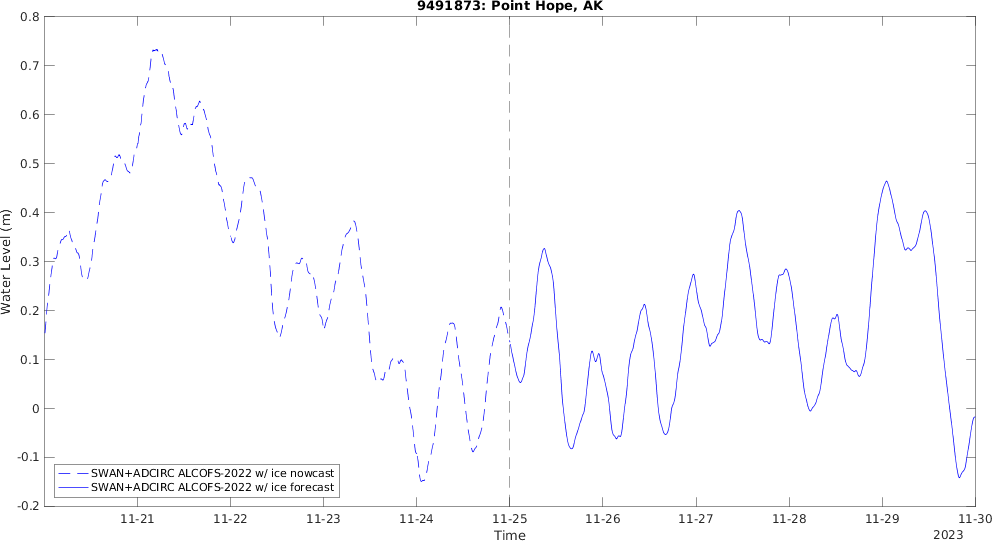 9491873: Point Hope, AK
0.8
0.7
0.6
0.5
0.4
0.3
0.2
0.1
0
-0.1
-0.2
Water Level (m)
SWAN+ADCIRC ALCOFS-2022 w/ ice nowcast
SWAN+ADCIRC ALCOFS-2022 w/ ice forecast
11-21 11-22 11-23 11-24 11-25 11-26 11-27 11-28 11-29 11-30
Time
2023